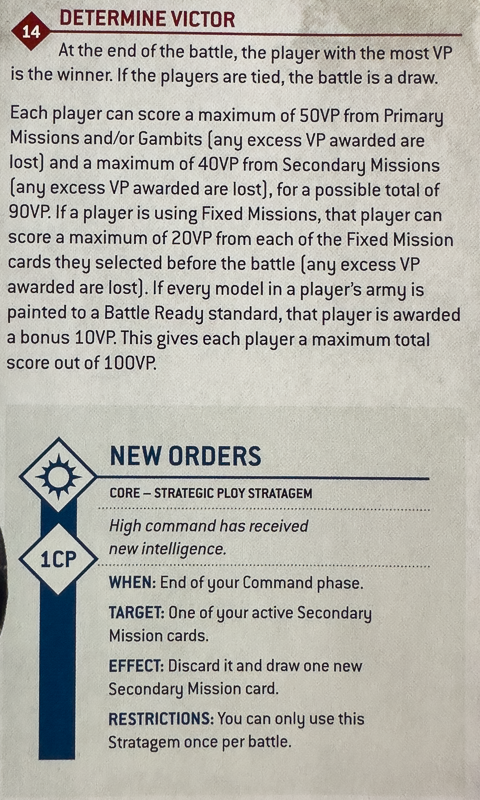 14
DETERMINE VICTOR
At the end of the battle, the player with the most VP
is the winner. If the players are tied, the battle is a draw.
Each player can score a maximum of 50VP from Primary
Missions and/or Gambits (any excess VP awarded are
lost) and a maximum of 40VP from Secondary Missions
(any excess VP awarded are lost), for a possible total of
90VP. If a player is using Fixed Missions, that player can
score a maximum of 20VP from each of the Fixed Mission
cards they selected before the battle (any excess VP
awarded are lost). If every model in a player's army is
painted to a Battle Ready standard, that player is awarded
a bonus 10VP. This gives each player a maximum total
score out of 100VP.
NEW ORDERS
CORE – STRATEGIC PLOY STRATAGEM
High command has received
new intelligence.
1CP
WHEN: End of your Command phase.
TARGET: One of your active Secondary
Mission cards.
EFFECT: Discard it and draw one new
Secondary Mission card.
RESTRICTIONS: You can only use this
Stratagem once per battle.